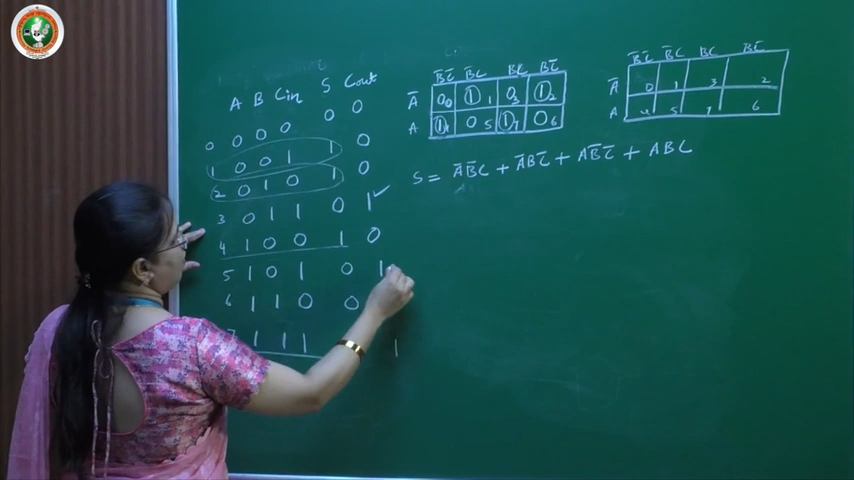 A B Cin S Cout
0 0 0 0 0 0
1 0 0 1 1 0
2 0 1 0 1 0
3 0 1 1 0 1 ✓
4 1 0 0 1 0
5 1 0 1 0 1
6 1 1 0 0
7 1 1 1 1
B̅C̅ B̅C BC BC̅
A̅ 0 0 1 1 0 3 1 2
A 1 4 0 5 1 7 0 6
S = A̅B̅C + A̅BC̅ + AB̅C̅ + ABC
B̅C̅ B̅C BC BC̅
A̅ 0 1 3 2
A 4 5 7 6